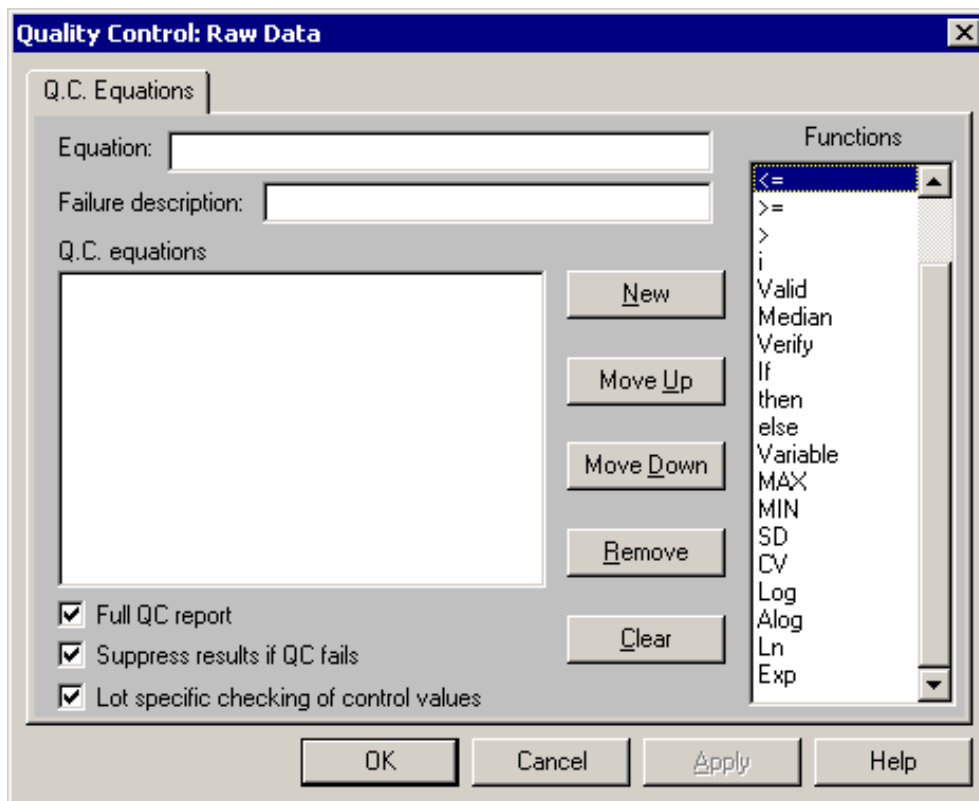 Quality Control: Raw Data
Q.C. Equations
Equation:
Failure description:
Q.C. equations
New
Move Up
Move Down
Remove
Clear
Full QC report
Suppress results if QC fails
Lot specific checking of control values
Functions
<=
>=
>
i
Valid
Median
Verify
If
then
else
Variable
MAX
MIN
SD
CV
Log
Alog
Ln
Exp
OK
Cancel
Apply
Help